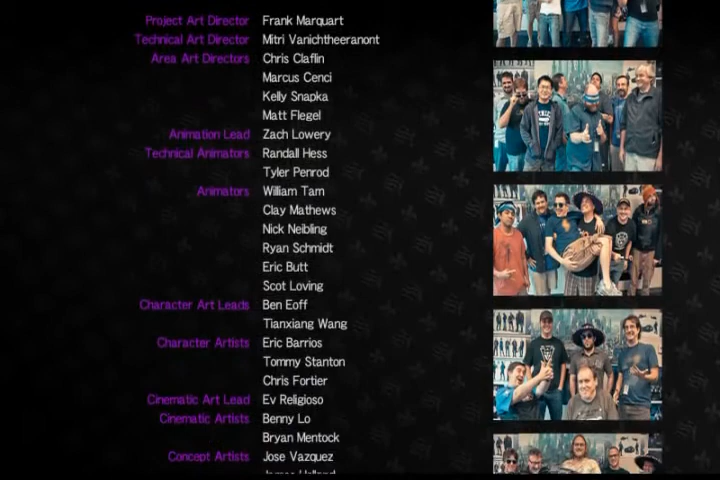 Project Art Director Frank Marquart
Technical Art Director Mitri Vanichtheeranont
Area Art Directors Chris Claflin
Marcus Cenci
Kelly Snapka
Matt Flegel
Animation Lead Zach Lowery
Technical Animators Randall Hess
Tyler Penrod
Animators William Tam
Clay Mathews
Nick Neibling
Ryan Schmidt
Eric Butt
Scot Loving
Character Art Leads Ben Eoff
Tianxiang Wang
Character Artists Eric Barrios
Tommy Stanton
Chris Fortier
Cinematic Art Lead Ev Religioso
Cinematic Artists Benny Lo
Bryan Mentock
Concept Artists Jose Vazquez